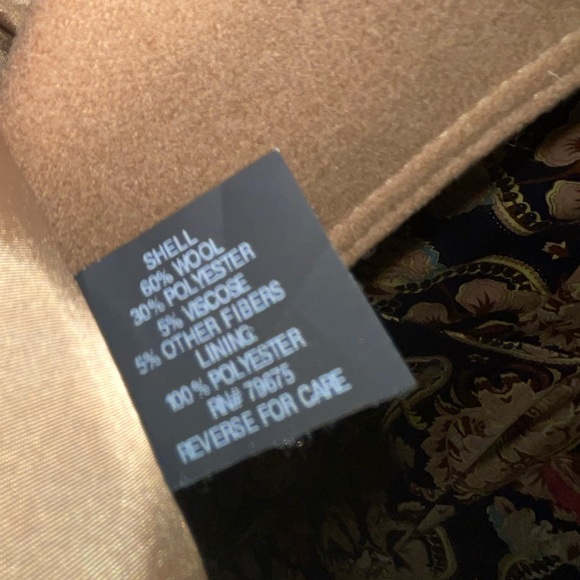 SHELL
60% WOOL
30% POLYESTER
5% VISCOSE
5% OTHER FIBERS
LINING:
100% POLYESTER
RN# 79675
REVERSE FOR CARE